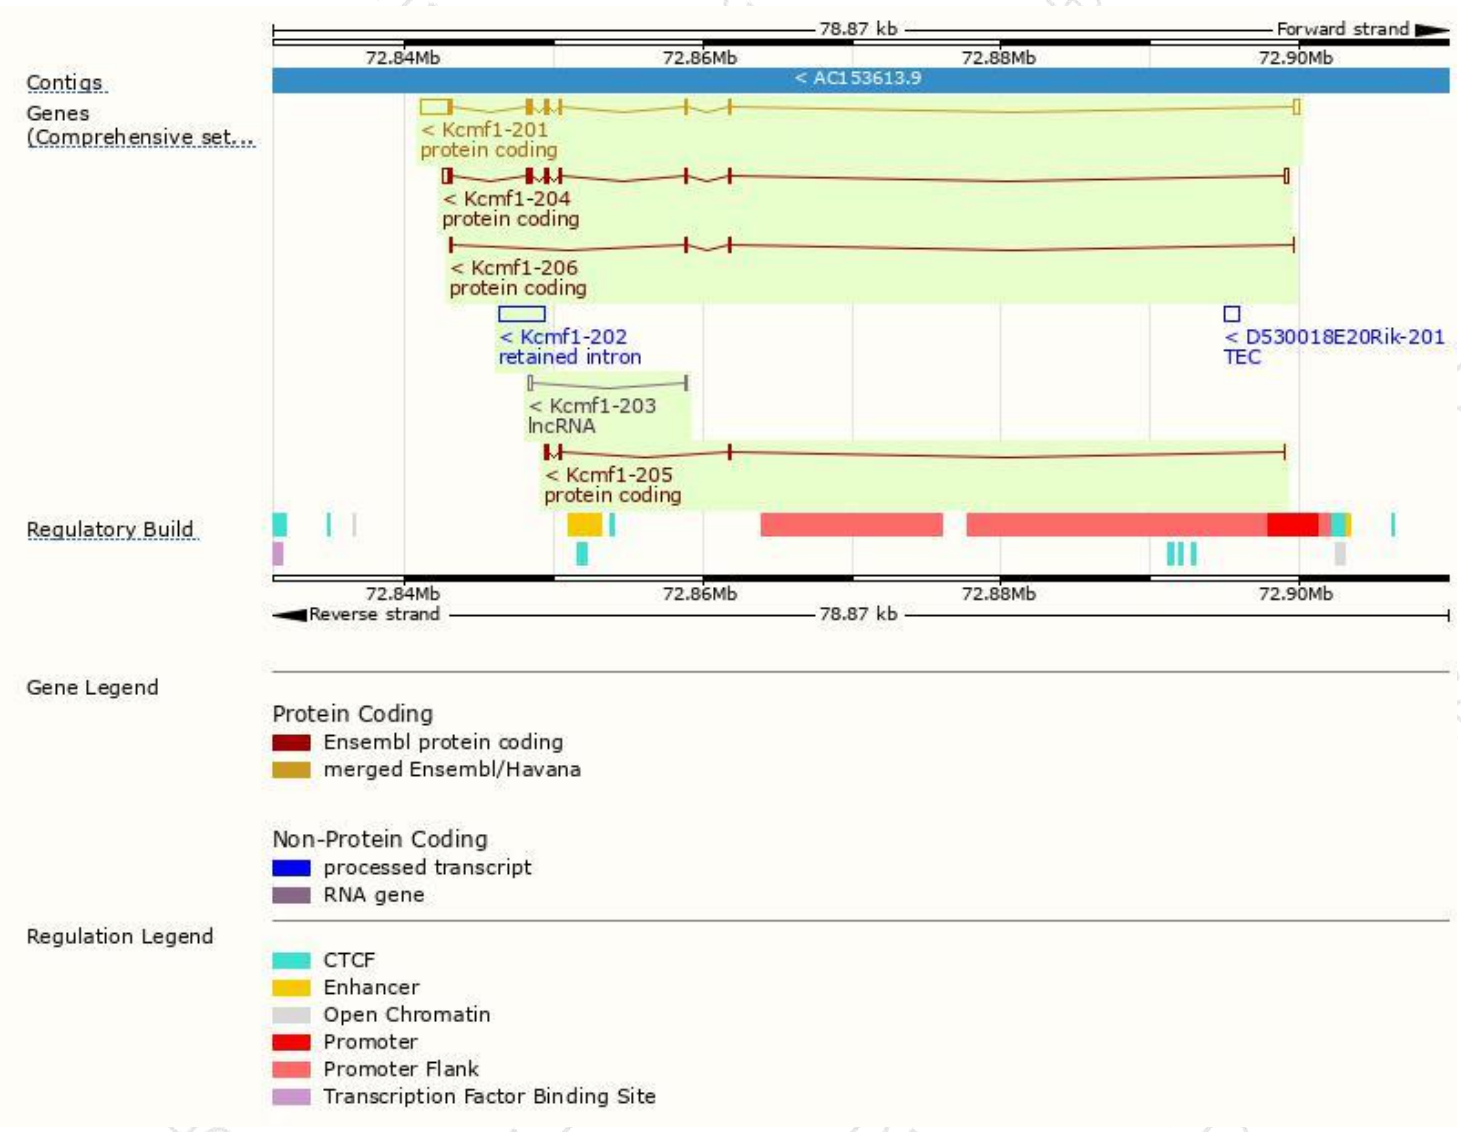 78.87 kb Forward strand
72.84Mb 72.86Mb 72.88Mb 72.90Mb
Contigs < AC153613.9
Genes
(Comprehensive set...
< Kcmf1-201
protein coding
< Kcmf1-204
protein coding
< Kcmf1-206
protein coding
< Kcmf1-202 < D530018E20Rik-201
retained intron TEC
< Kcmf1-203
lncRNA
< Kcmf1-205
protein coding
Regulatory Build
72.84Mb 72.86Mb 72.88Mb 72.90Mb
Reverse strand 78.87 kb
Gene Legend
Protein Coding
Ensembl protein coding
merged Ensembl/Havana
Non-Protein Coding
processed transcript
RNA gene
Regulation Legend
CTCF
Enhancer
Open Chromatin
Promoter
Promoter Flank
Transcription Factor Binding Site